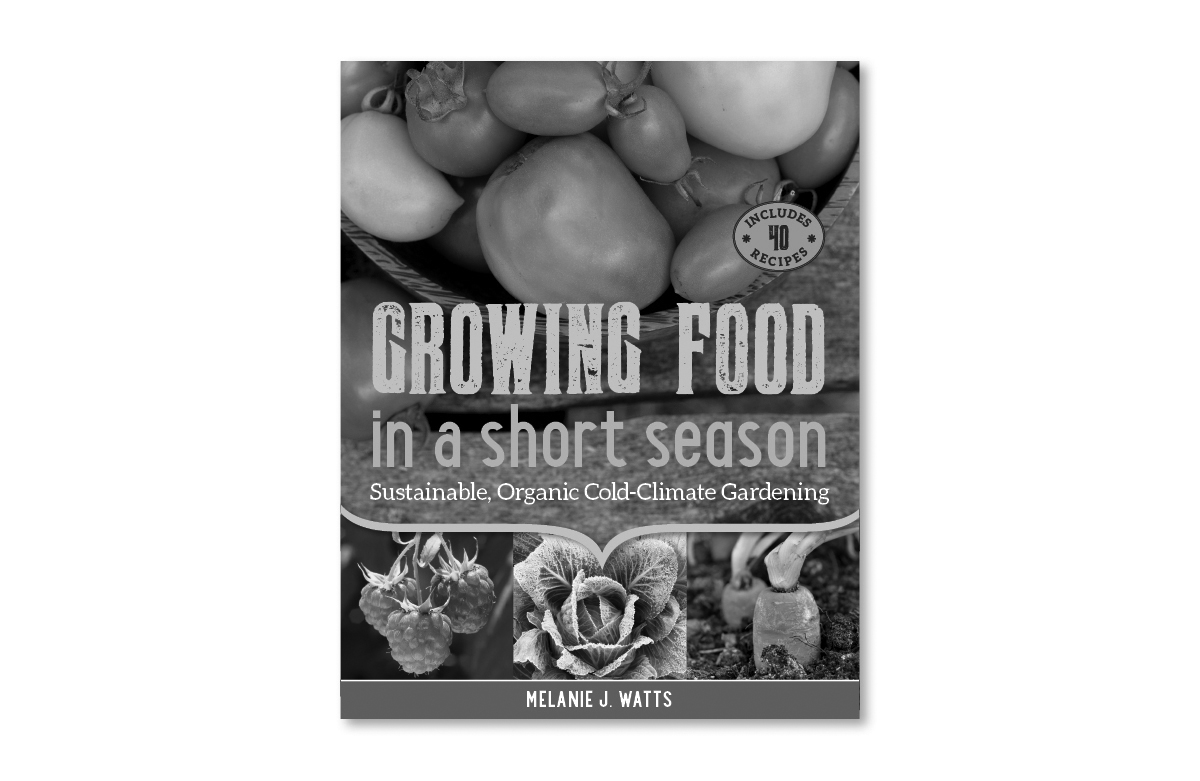 INCLUDES
40
RECIPES
GROWING FOOD
in a short season
Sustainable, Organic Cold-Climate Gardening
MELANIE J. WATTS